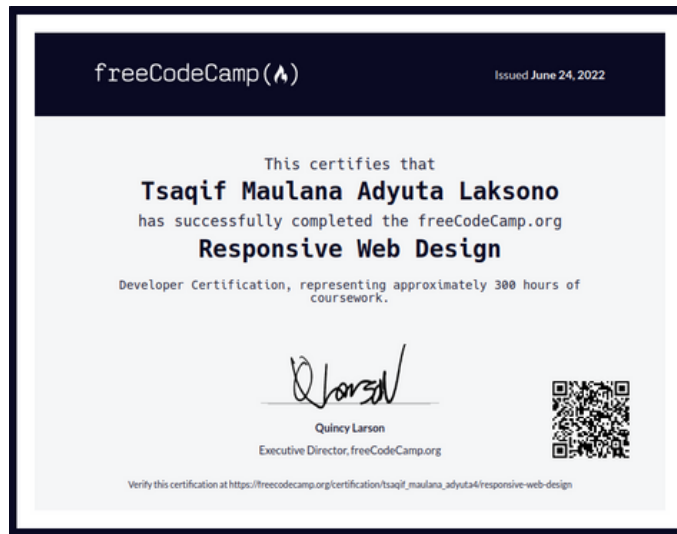 freeCodeCamp
Issued June 24, 2022
This certifies that
Tsaqif Maulana Adyuta Laksono
has successfully completed the freeCodeCamp.org
Responsive Web Design
Developer Certification, representing approximately 300 hours of
coursework.
Q Larson
Quincy Larson
Executive Director, freeCodeCamp.org
Verify this certification at https://freecodecamp.org/certification/tsaqif_maulana_adyuta4/responsive-web-design